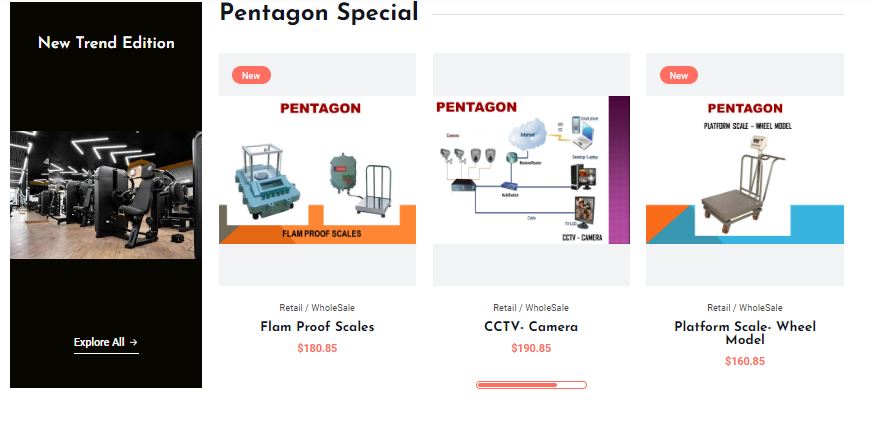 Pentagon Special
New Trend Edition
Explore All →
New
PENTAGON
FLAM PROOF SCALES
Retail / WholeSale
Flam Proof Scales
$180.85
PENTAGON
Camera
Internet
Smart phone
Modem/Router
Desktop /Laptop
Hub/Switch
Cable
TV/LCD
CCTV - CAMERA
Retail / WholeSale
CCTV- Camera
$190.85
New
PENTAGON
PLATFORM SCALE - WHEEL MODEL
Retail / WholeSale
Platform Scale- Wheel
Model
$160.85